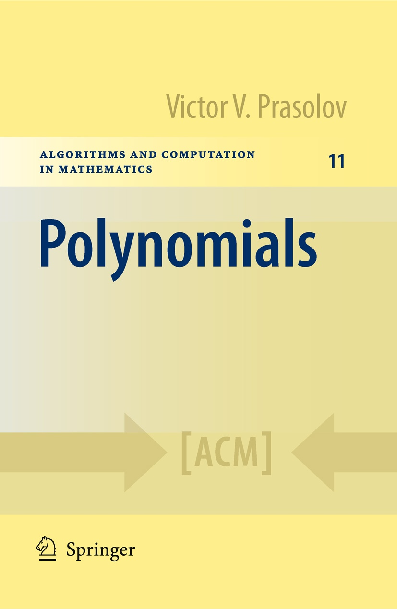 Victor V. Prasolov
ALGORITHMS AND COMPUTATION
IN MATHEMATICS
11
Polynomials
[ACM]
Springer